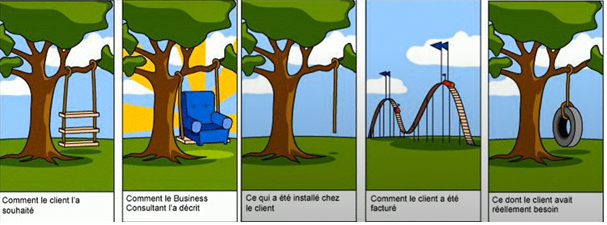 Comment le client l'a
souhaité
Comment le Business
Consultant l'a décrit
Ce qui a été installé chez
le client
Comment le client a été
facturé
Ce dont le client avait
réellement besoin